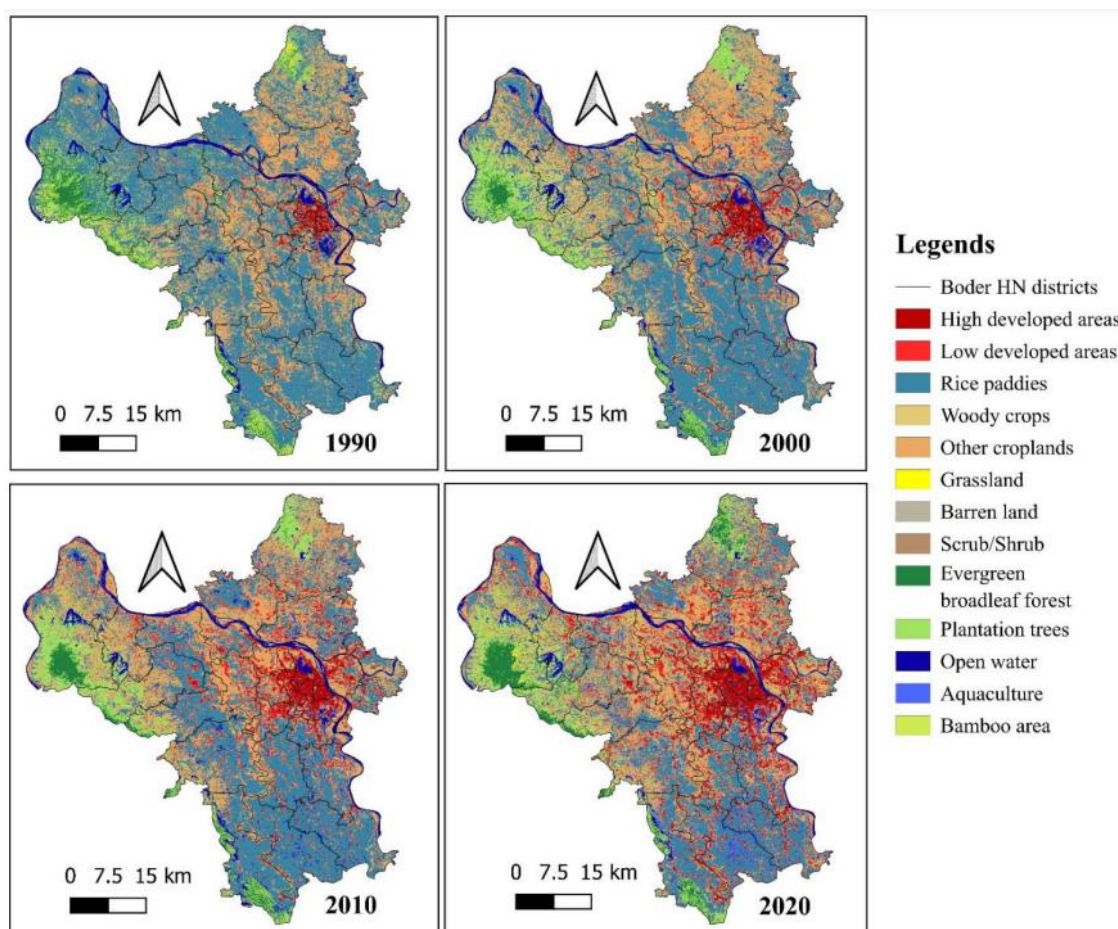 0 7.5 15 km
1990
0 7.5 15 km
2000
0 7.5 15 km
2010
0 7.5 15 km
2020
Legends
Boder HN districts
High developed areas
Low developed areas
Rice paddies
Woody crops
Other croplands
Grassland
Barren land
Scrub/Shrub
Evergreen
broadleaf forest
Plantation trees
Open water
Aquaculture
Bamboo area